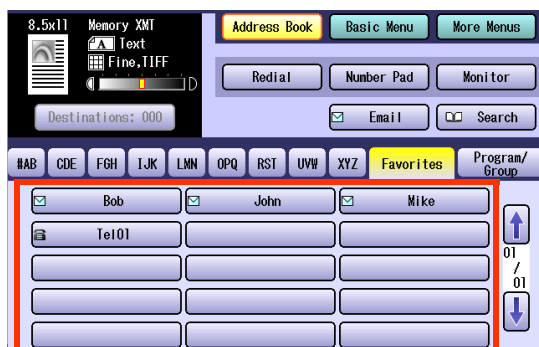 8.5x11 Memory XMT
A Text
Fine,TIFF
L D
Destinations: 000
Address Book Basic Menu More Menus
Redial Number Pad Monitor
Email Search
#AB CDE FGH IJK LMN OPQ RST UVW XYZ Favorites Program/
Group
Bob John Mike
Tel01
01
/
01